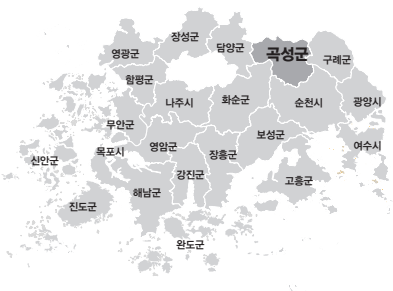 장성군
담양군
영광군
곡성군
구례군
함평군
나주시
화순군
순천시
광양시
무안군
보성군
여수시
목포시
영암군
장흥군
신안군
강진군
고흥군
해남군
진도군
완도군